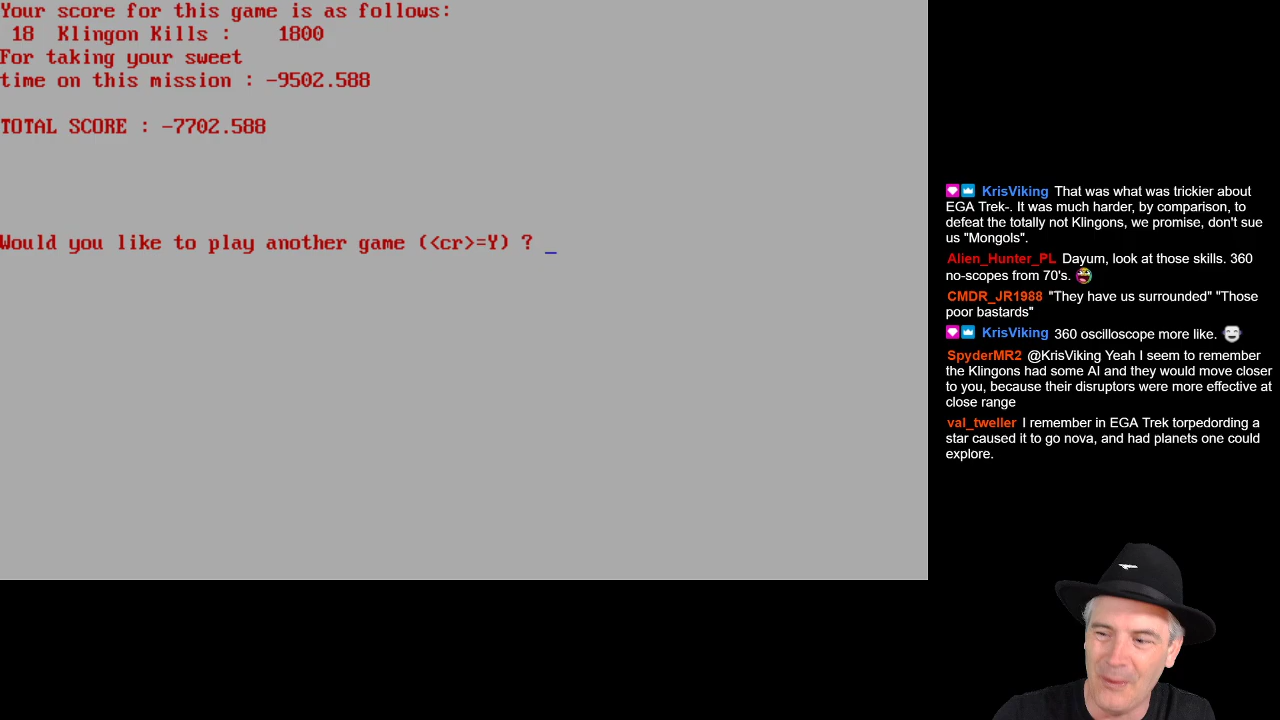 Your score for this game is as follows:
18 Klingon Kills : 1800
For taking your sweet
time on this mission : -9502.588
TOTAL SCORE : -7702.588
Would you like to play another game (<cr>=Y) ? _
KrisViking That was what was trickier about
EGA Trek-. It was much harder, by comparison, to
defeat the totally not Klingons, we promise, don't sue
us "Mongols".
Alien_Hunter_PL Dayum, look at those skills. 360
no-scopes from 70's.
CMDR_JR1988 "They have us surrounded" "Those
poor bastards"
KrisViking 360 oscilloscope more like.
SpyderMR2 @KrisViking Yeah I seem to remember
the Klingons had some AI and they would move closer
to you, because their disruptors were more effective at
close range
val_tweller I remember in EGA Trek torpedording a
star caused it to go nova, and had planets one could
explore.